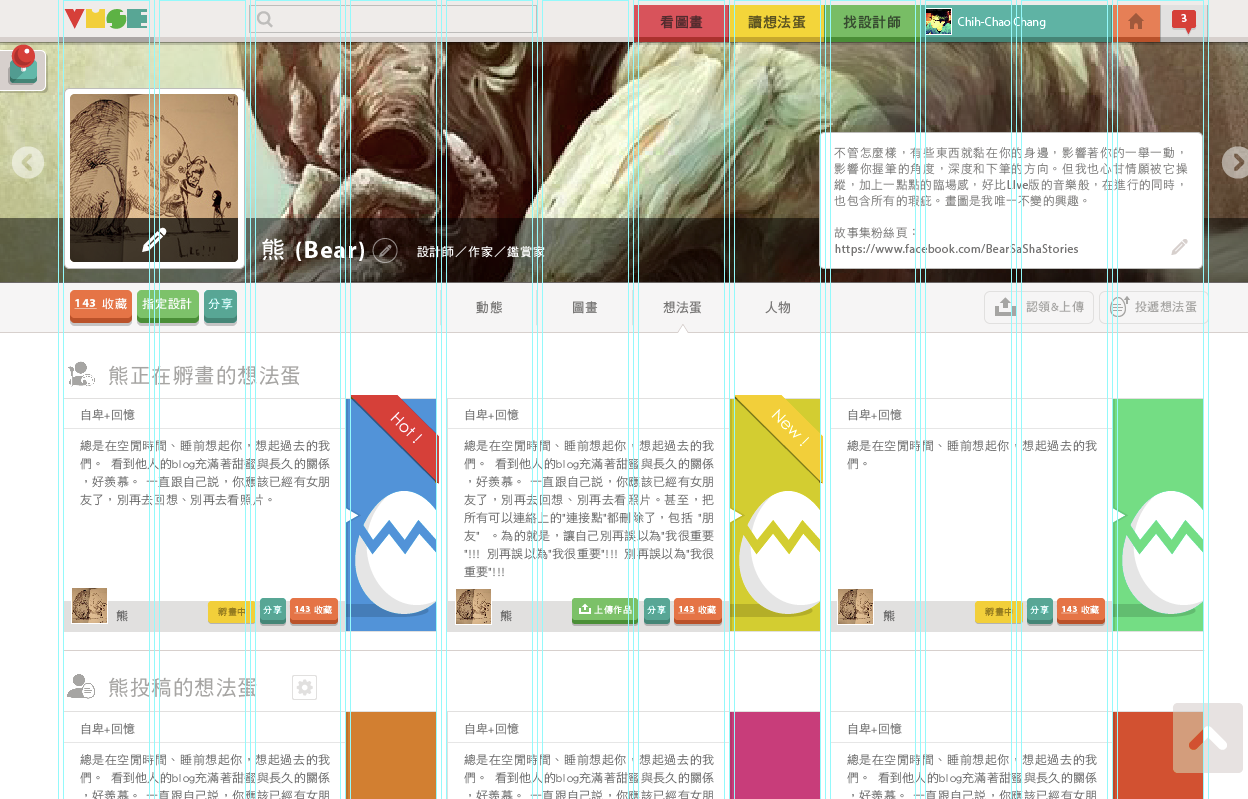 VMSE
看圖畫
讀想法蛋
找設計師
Chih-Chao Chang
3
不管怎麼樣，有些東西就黏在你的身邊，影響著你的一舉一動，
影響你握筆的角度，深度和下筆的方向。但我也心甘情願被它操
縱，加上一點點的臨場感，好比Live版的音樂般，在進行的同時，
也包含所有的瑕疵。畫圖是我唯一不變的興趣。
故事集粉絲頁：
https://www.facebook.com/BearSaShaStories
熊 (Bear)
設計師／作家／鑑賞家
143 收藏
指定設計
分享
動態
圖畫
想法蛋
人物
認領&上傳
投遞想法蛋
熊正在孵畫的想法蛋
自卑+回憶
總是在空閒時間、睡前想起你，想起過去的我
們。 看到他人的blog充滿著甜蜜與長久的關係
，好羨慕。 一直跟自己說，你應該已經有女朋
友了，別再去回想、別再去看照片。
Hot !
熊
孵畫中
分享
143 收藏
自卑+回憶
總是在空閒時間、睡前想起你，想起過去的我
們。 看到他人的blog充滿著甜蜜與長久的關係
，好羨慕。 一直跟自己說，你應該已經有女朋
友了，別再去回想、別再去看照片。甚至，把
所有可以連絡上的"連接點"都刪除了，包括 "朋
友" 。為的就是，讓自己別再誤以為"我很重要
"!!! 別再誤以為"我很重要"!!! 別再誤以為"我很
重要"!!!
New !
熊
上傳作品
分享
143 收藏
自卑+回憶
總是在空閒時間、睡前想起你，想起過去的我
們。
熊
孵畫中
分享
143 收藏
熊投稿的想法蛋
自卑+回憶
總是在空閒時間、睡前想起你，想起過去的我
們。 看到他人的blog充滿著甜蜜與長久的關係
，好羨慕。 一直跟自己說，你應該已經有女朋
自卑+回憶
總是在空閒時間、睡前想起你，想起過去的我
們。 看到他人的blog充滿著甜蜜與長久的關係
，好羨慕。 一直跟自己說，你應該已經有女朋
自卑+回憶
總是在空閒時間、睡前想起你，想起過去的我
們。 看到他人的blog充滿著甜蜜與長久的關係
，好羨慕。 一直跟自己說，你應該已經有女朋